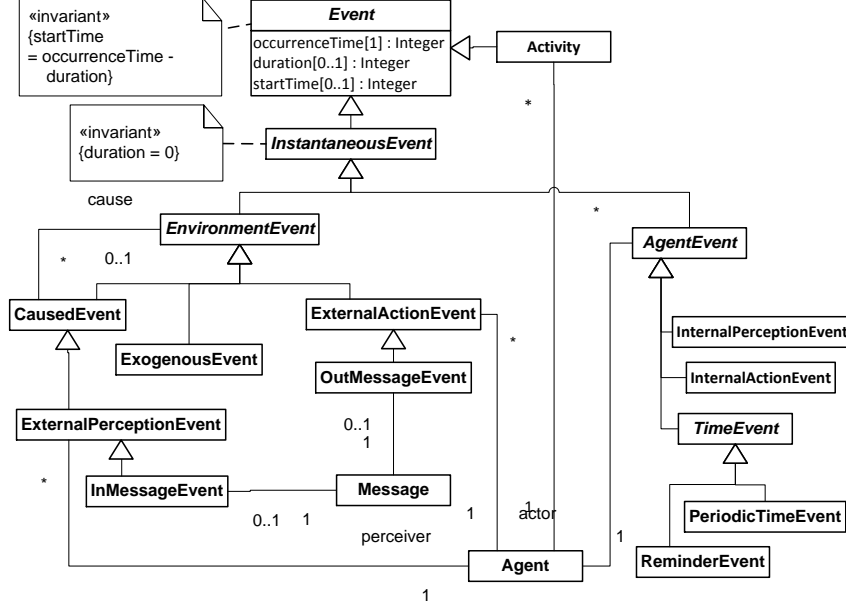 «invariant»
{startTime
= occurrenceTime -
duration}
Event
occurrenceTime[1] : Integer
duration[0..1] : Integer
startTime[0..1] : Integer
Activity
*
«invariant»
{duration = 0}
InstantaneousEvent
cause
EnvironmentEvent
*
AgentEvent
*
0..1
CausedEvent
ExternalActionEvent
ExogenousEvent
*
InternalPerceptionEvent
OutMessageEvent
InternalActionEvent
ExternalPerceptionEvent
0..1
1
TimeEvent
*
InMessageEvent
Message
0..1
1
1
1
actor
PeriodicTimeEvent
perceiver
1
Agent
ReminderEvent
1